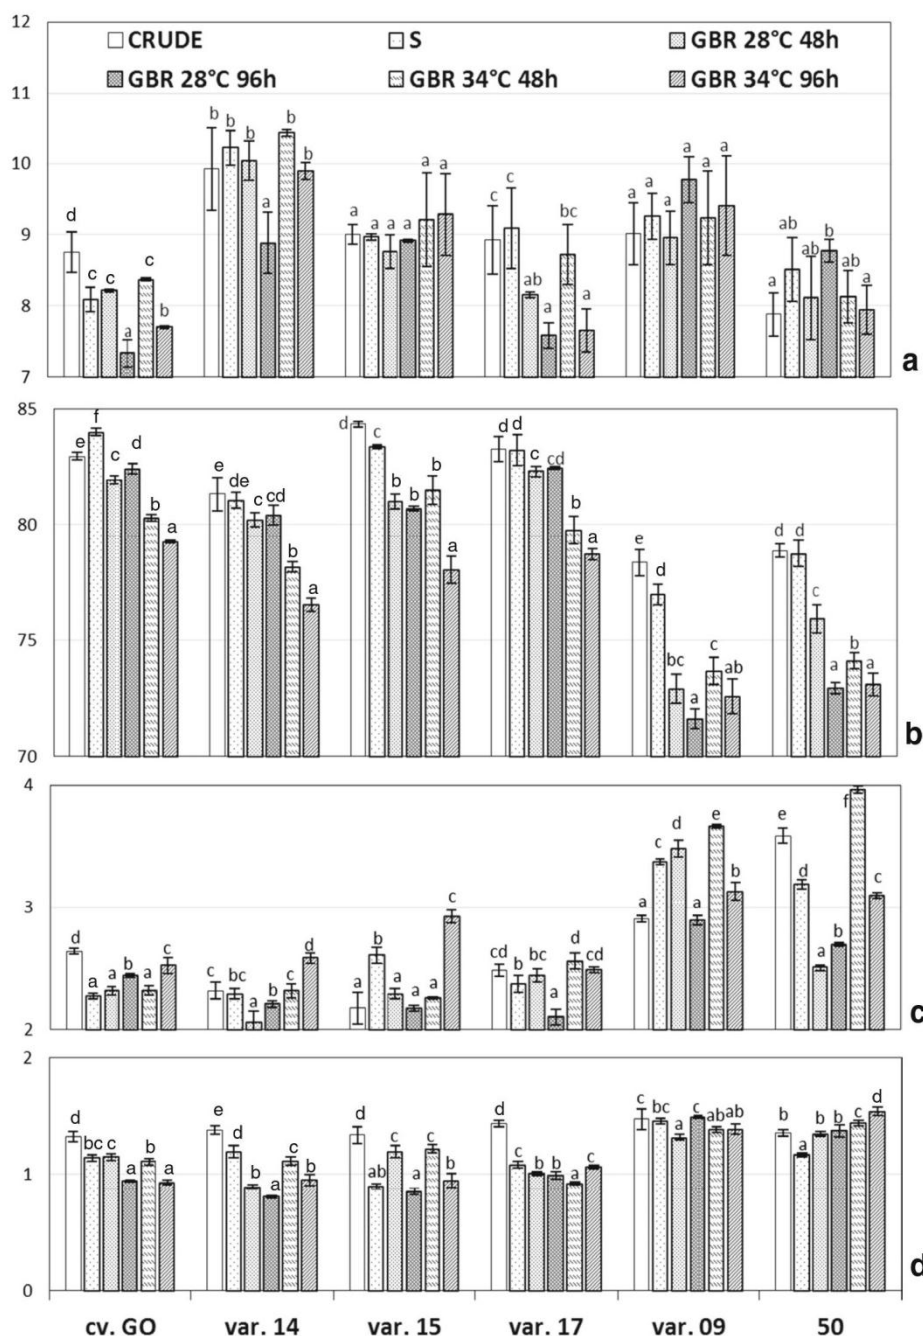 12
CRUDE S GBR 28°C 48h
GBR 28°C 96h GBR 34°C 48h GBR 34°C 96h
11
10
9
8
7
d c c a c b
b b b a b b
a a a a a a
c c ab a bc a
a a a a a a
a ab ab b ab a
a
85
80
75
70
e f c d b a
e de c cd b a
d c b b b a
d d c cd b a
e d bc a c ab
d d c a b a
b
4
3
2
d a a b a c
c bc a b c d
a b a a a c
cd b bc a d cd
a c d a e b
e d a b f c
c
2
1
0
d bc c a b a
e d b a c b
d ab c a c b
d c b b a c
c bc a c ab ab
b a b b c d
d
cv. GO var. 14 var. 15 var. 17 var. 09 50